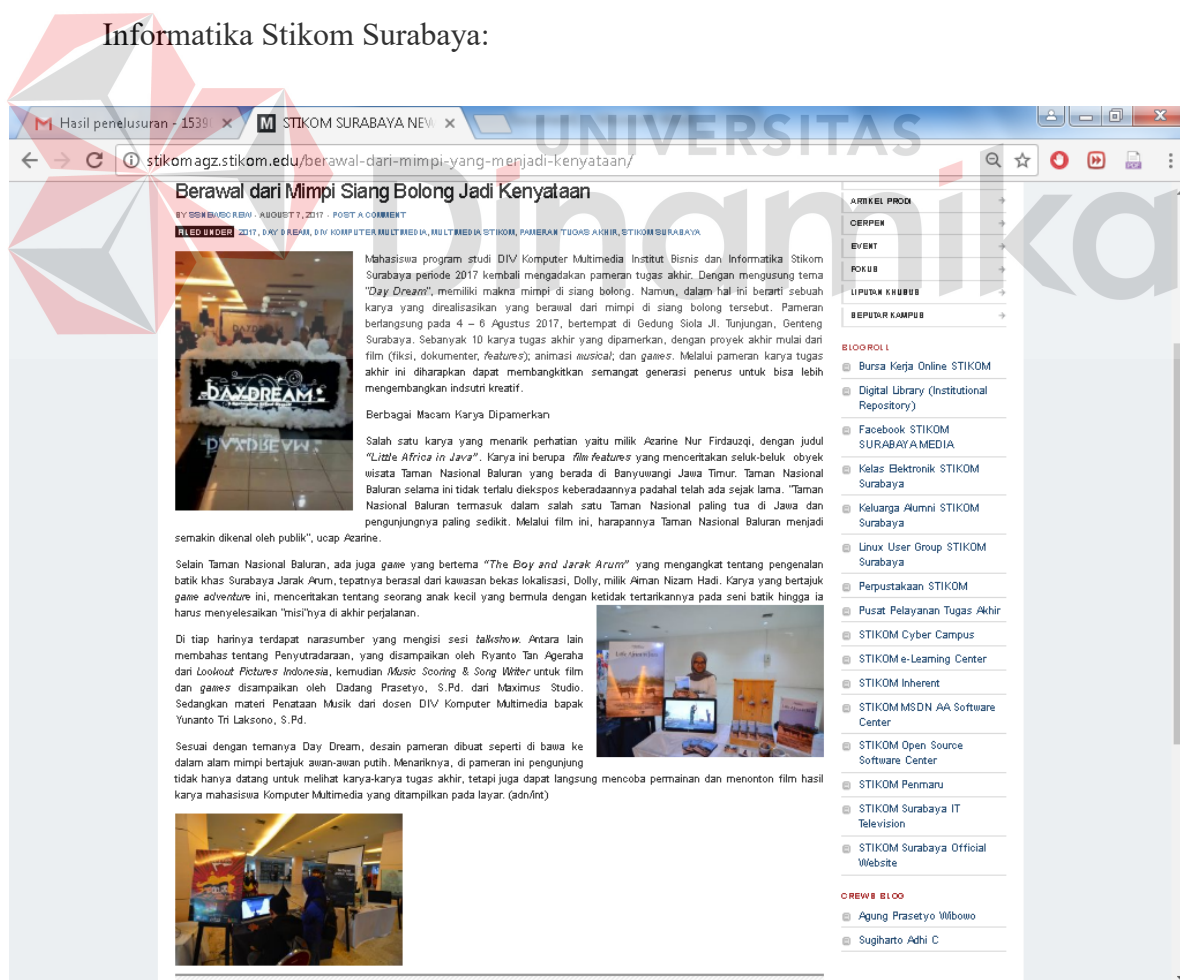 Informatika Stikom Surabaya:
UNIVERSITAS
Dinamika
Hasil penelusuran - 1539
STIKOM SURABAYA NEW
stikomagz.stikom.edu/berawal-dari-mimpi-yang-menjadi-kenyataan/
Berawal dari Mimpi Siang Bolong Jadi Kenyataan
BY SSNEWSCREW - AUGUST 7, 2017 - POST A COMMENT
FILED UNDER 2017, DAY DREAM, DIV KOMPUTER MULTIMEDIA, MULTIMEDIA STIKOM, PAMERAN TUGAS AKHIR, STIKOM SURABAYA
DAYDREAM
Mahasiswa program studi DIV Komputer Multimedia Institut Bisnis dan Informatika Stikom
Surabaya periode 2017 kembali mengadakan pameran tugas akhir. Dengan mengusung tema
"Day Dream", memiliki makna mimpi di siang bolong. Namun, dalam hal ini berarti sebuah
karya yang direalisasikan yang berawal dari mimpi di siang bolong tersebut. Pameran
berlangsung pada 4 – 6 Agustus 2017, bertempat di Gedung Siola Jl. Tunjungan, Genteng
Surabaya. Sebanyak 10 karya tugas akhir yang dipamerkan, dengan proyek akhir mulai dari
film (fiksi, dokumenter, features); animasi musical; dan games. Melalui pameran karya tugas
akhir ini diharapkan dapat membangkitkan semangat generasi penerus untuk bisa lebih
mengembangkan indsutri kreatif.
Berbagai Macam Karya Dipamerkan
Salah satu karya yang menarik perhatian yaitu milik Azarine Nur Firdauzqi, dengan judul
"Little Africa in Java". Karya ini berupa film features yang menceritakan seluk-beluk obyek
wisata Taman Nasional Baluran yang berada di Banyuwangi Jawa Timur. Taman Nasional
Baluran selama ini tidak terlalu diekspos keberadaannya padahal telah ada sejak lama. "Taman
Nasional Baluran termasuk dalam salah satu Taman Nasional paling tua di Jawa dan
pengunjungnya paling sedikit. Melalui film ini, harapannya Taman Nasional Baluran menjadi
semakin dikenal oleh publik", ucap Azarine.
Selain Taman Nasional Baluran, ada juga game yang bertema "The Boy and Jarak Arum" yang mengangkat tentang pengenalan
batik khas Surabaya Jarak Arum, tepatnya berasal dari kawasan bekas lokalisasi, Dolly, milik Aiman Nizam Hadi. Karya yang bertajuk
game adventure ini, menceritakan tentang seorang anak kecil yang bermula dengan ketidak tertarikannya pada seni batik hingga ia
harus menyelesaikan "misi"nya di akhir perjalanan.
Di tiap harinya terdapat narasumber yang mengisi sesi talkshow. Antara lain
membahas tentang Penyutradaraan, yang disampaikan oleh Ryanto Tan Ageraha
dari Lookout Pictures Indonesia, kemudian Music Scoring & Song Writer untuk film
dan games disampaikan oleh Dadang Prasetyo, S.Pd. dari Maximus Studio.
Sedangkan materi Penataan Musik dari dosen DIV Komputer Multimedia bapak
Yunanto Tri Laksono, S.Pd.
Sesuai dengan temanya Day Dream, desain pameran dibuat seperti di bawa ke
dalam alam mimpi bertajuk awan-awan putih. Menariknya, di pameran ini pengunjung
tidak hanya datang untuk melihat karya-karya tugas akhir, tetapi juga dapat langsung mencoba permainan dan menonton film hasil
karya mahasiswa Komputer Multimedia yang ditampilkan pada layar. (adn/int)
ARTIKEL PRODI
CERPEN
EVENT
FOKUS
LIPUTAN KHUSUS
SEPUTAR KAMPUS
BLOGROLL
Bursa Kerja Online STIKOM
Digital Library (Institutional
Repository)
Facebook STIKOM
SURABAYA MEDIA
Kelas Elektronik STIKOM
Surabaya
Keluarga Alumni STIKOM
Surabaya
Linux User Group STIKOM
Surabaya
Perpustakaan STIKOM
Pusat Pelayanan Tugas Akhir
STIKOM Cyber Campus
STIKOM e-Learning Center
STIKOM Inherent
STIKOM MSDN AA Software
Center
STIKOM Open Source
Software Center
STIKOM Penmaru
STIKOM Surabaya IT
Television
STIKOM Surabaya Official
Website
CREWS BLOG
Agung Prasetyo Wibowo
Sugiharto Adhi C